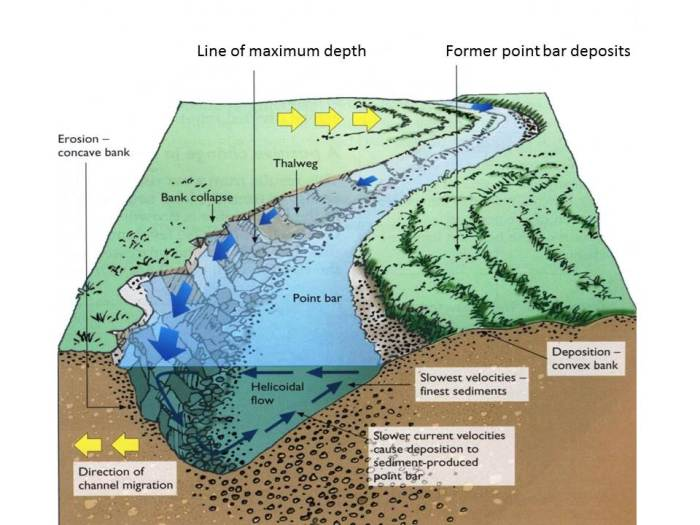 Line of maximum depth
Former point bar deposits
Erosion –
concave bank
Thalweg
Bank collapse
Point bar
Deposition –
convex bank
Helicoidal
flow
Slowest velocities –
finest sediments
Slower current velocities
cause deposition to
sediment-produced
point bar
Direction of
channel migration